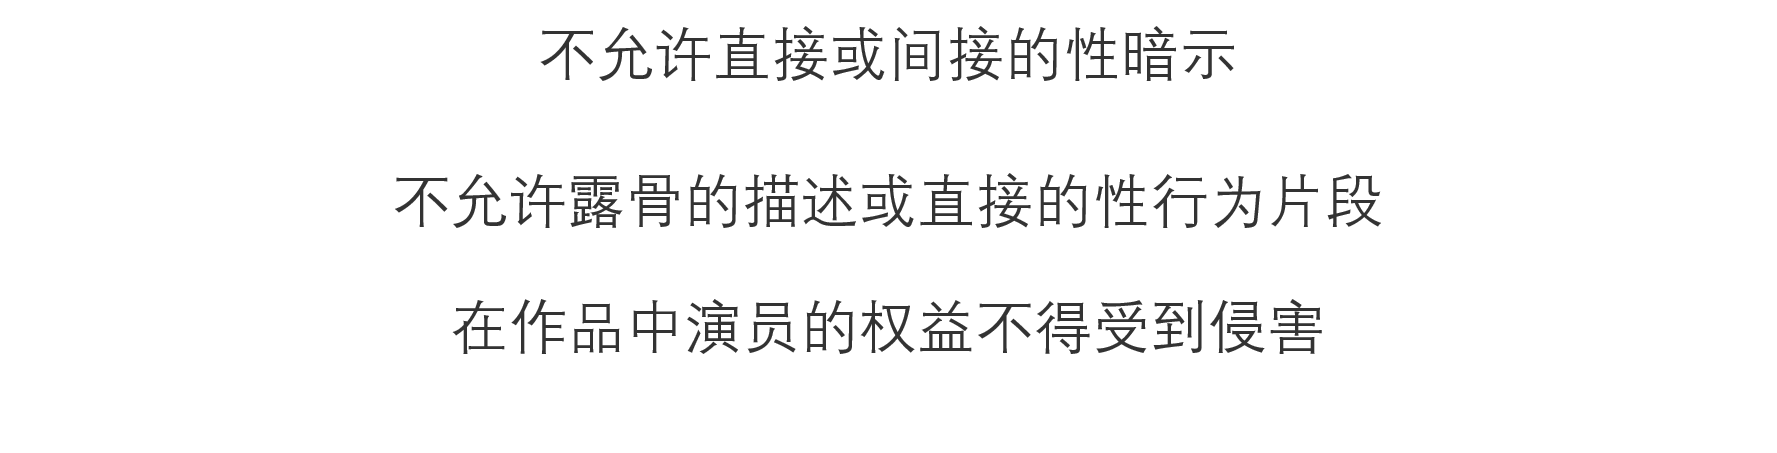 不允许直接或间接的性暗示
不允许露骨的描述或直接的性行为片段
在作品中演员的权益不得受到侵害